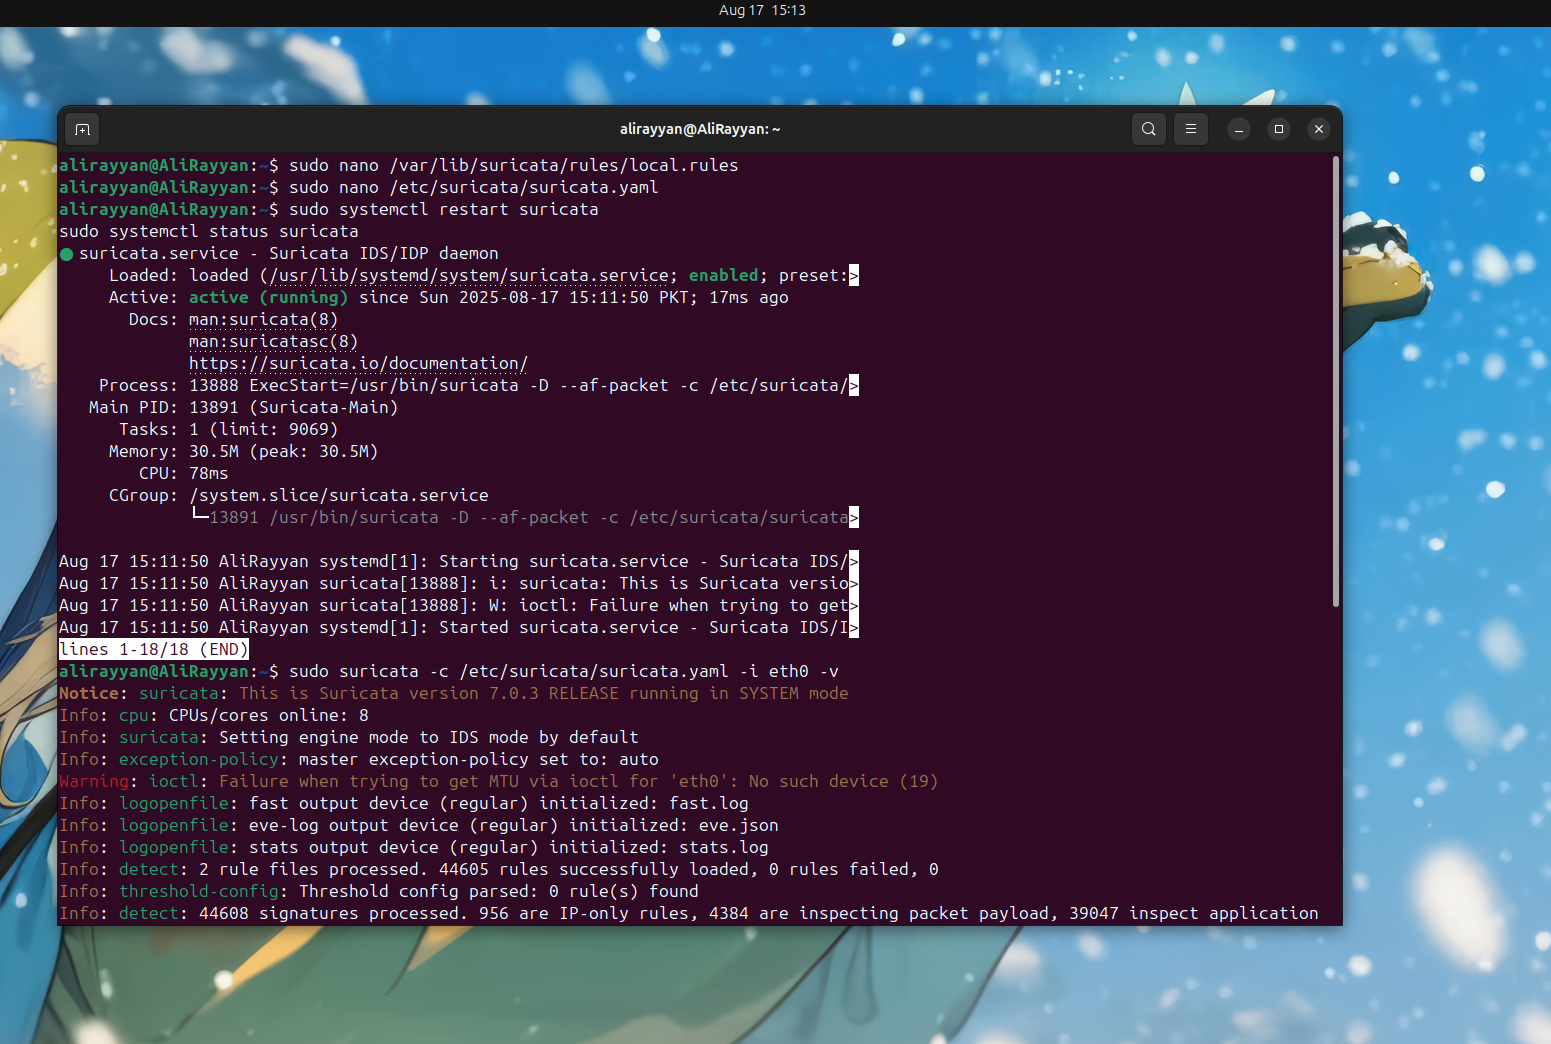 Aug 17 15:13
alirayyan@AliRayyan: ~
alirayyan@AliRayyan:~$ sudo nano /var/lib/suricata/rules/local.rules
alirayyan@AliRayyan:~$ sudo nano /etc/suricata/suricata.yaml
alirayyan@AliRayyan:~$ sudo systemctl restart suricata
sudo systemctl status suricata
● suricata.service - Suricata IDS/IDP daemon
     Loaded: loaded (/usr/lib/systemd/system/suricata.service; enabled; preset:>
     Active: active (running) since Sun 2025-08-17 15:11:50 PKT; 17ms ago
       Docs: man:suricata(8)
             man:suricatasc(8)
             https://suricata.io/documentation/
    Process: 13888 ExecStart=/usr/bin/suricata -D --af-packet -c /etc/suricata/>
   Main PID: 13891 (Suricata-Main)
      Tasks: 1 (limit: 9069)
     Memory: 30.5M (peak: 30.5M)
        CPU: 78ms
     CGroup: /system.slice/suricata.service
             └─13891 /usr/bin/suricata -D --af-packet -c /etc/suricata/suricata>
Aug 17 15:11:50 AliRayyan systemd[1]: Starting suricata.service - Suricata IDS/>
Aug 17 15:11:50 AliRayyan suricata[13888]: i: suricata: This is Suricata versio>
Aug 17 15:11:50 AliRayyan suricata[13888]: W: ioctl: Failure when trying to get>
Aug 17 15:11:50 AliRayyan systemd[1]: Started suricata.service - Suricata IDS/I>
lines 1-18/18 (END)
alirayyan@AliRayyan:~$ sudo suricata -c /etc/suricata/suricata.yaml -i eth0 -v
Notice: suricata: This is Suricata version 7.0.3 RELEASE running in SYSTEM mode
Info: cpu: CPUs/cores online: 8
Info: suricata: Setting engine mode to IDS mode by default
Info: exception-policy: master exception-policy set to: auto
Warning: ioctl: Failure when trying to get MTU via ioctl for 'eth0': No such device (19)
Info: logopenfile: fast output device (regular) initialized: fast.log
Info: logopenfile: eve-log output device (regular) initialized: eve.json
Info: logopenfile: stats output device (regular) initialized: stats.log
Info: detect: 2 rule files processed. 44605 rules successfully loaded, 0 rules failed, 0
Info: threshold-config: Threshold config parsed: 0 rule(s) found
Info: detect: 44608 signatures processed. 956 are IP-only rules, 4384 are inspecting packet payload, 39047 inspect application